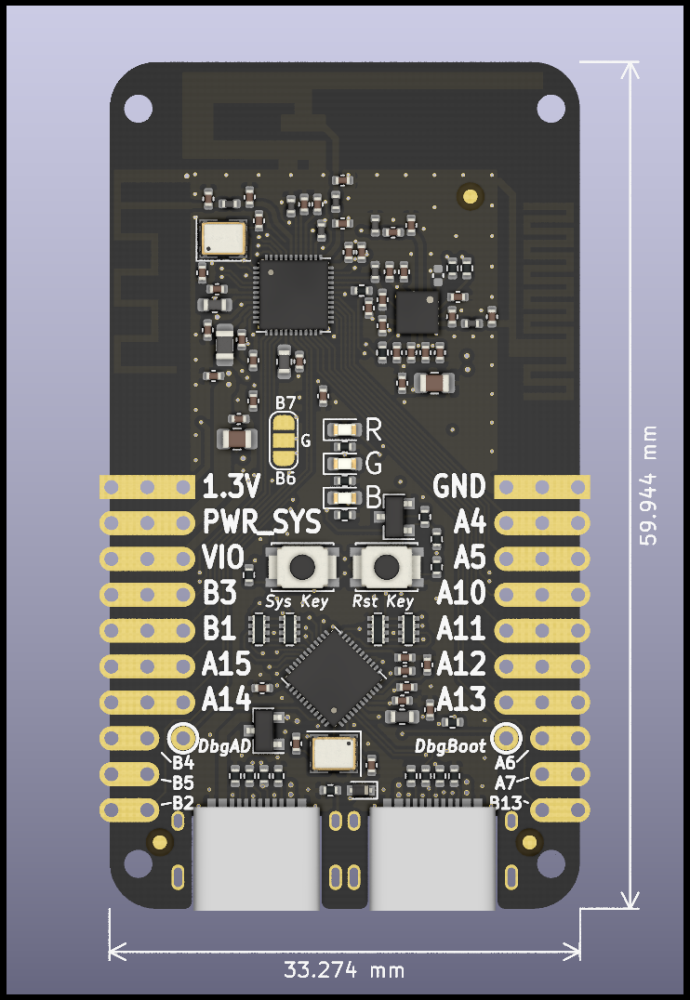 B7
G
B6
R
G
B
1.3V GND
PWR_SYS A4
VIO A5
B3 A10
Sys Key Rst Key
B1 A11
A15 A12
A14 A13
DbgAD DbgBoot
B4 A6
B5 A7
B2 B13
59.944 mm
33.274 mm